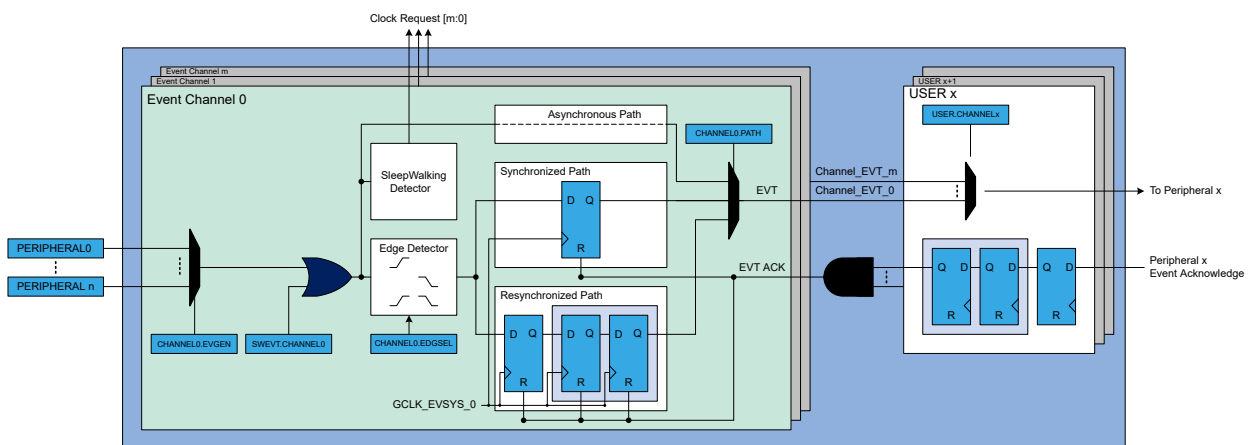 Clock Request [m:0]
Event Channel m
Event Channel 1
Event Channel 0
USER x+1
USER x
Asynchronous Path
CHANNEL0.PATH
USER.CHANNELx
SleepWalking
Detector
Synchronized Path
D Q
R
EVT
Channel_EVT_m
Channel_EVT_0
To Peripheral x
PERIPHERAL0
PERIPHERAL n
Edge Detector
EVT ACK
Q D
R
Q D
R
Q D
R
Peripheral x
Event Acknowledge
CHANNEL0.EVGEN
SWEVT.CHANNEL0
CHANNEL0.EDGSEL
Resynchronized Path
D Q
R
D Q
R
D Q
R
GCLK_EVSYS_0